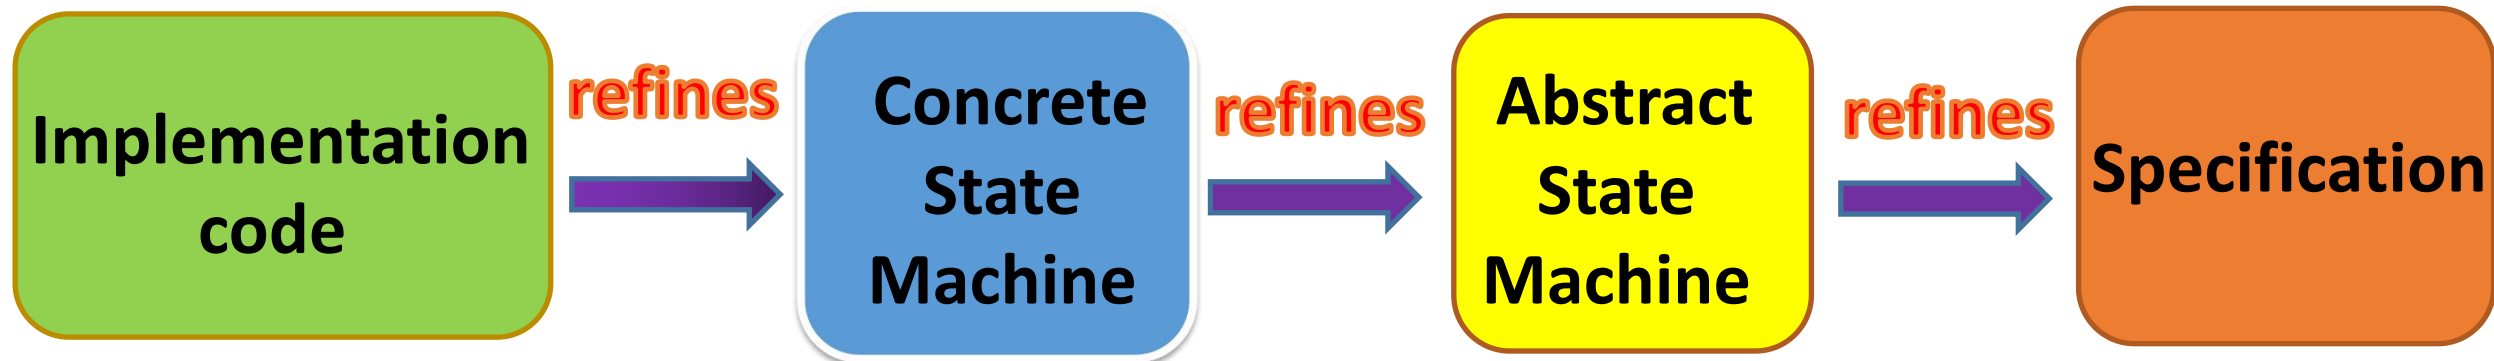 Implementation
code
refines
Concrete
State
Machine
refines
Abstract
State
Machine
refines
Specification